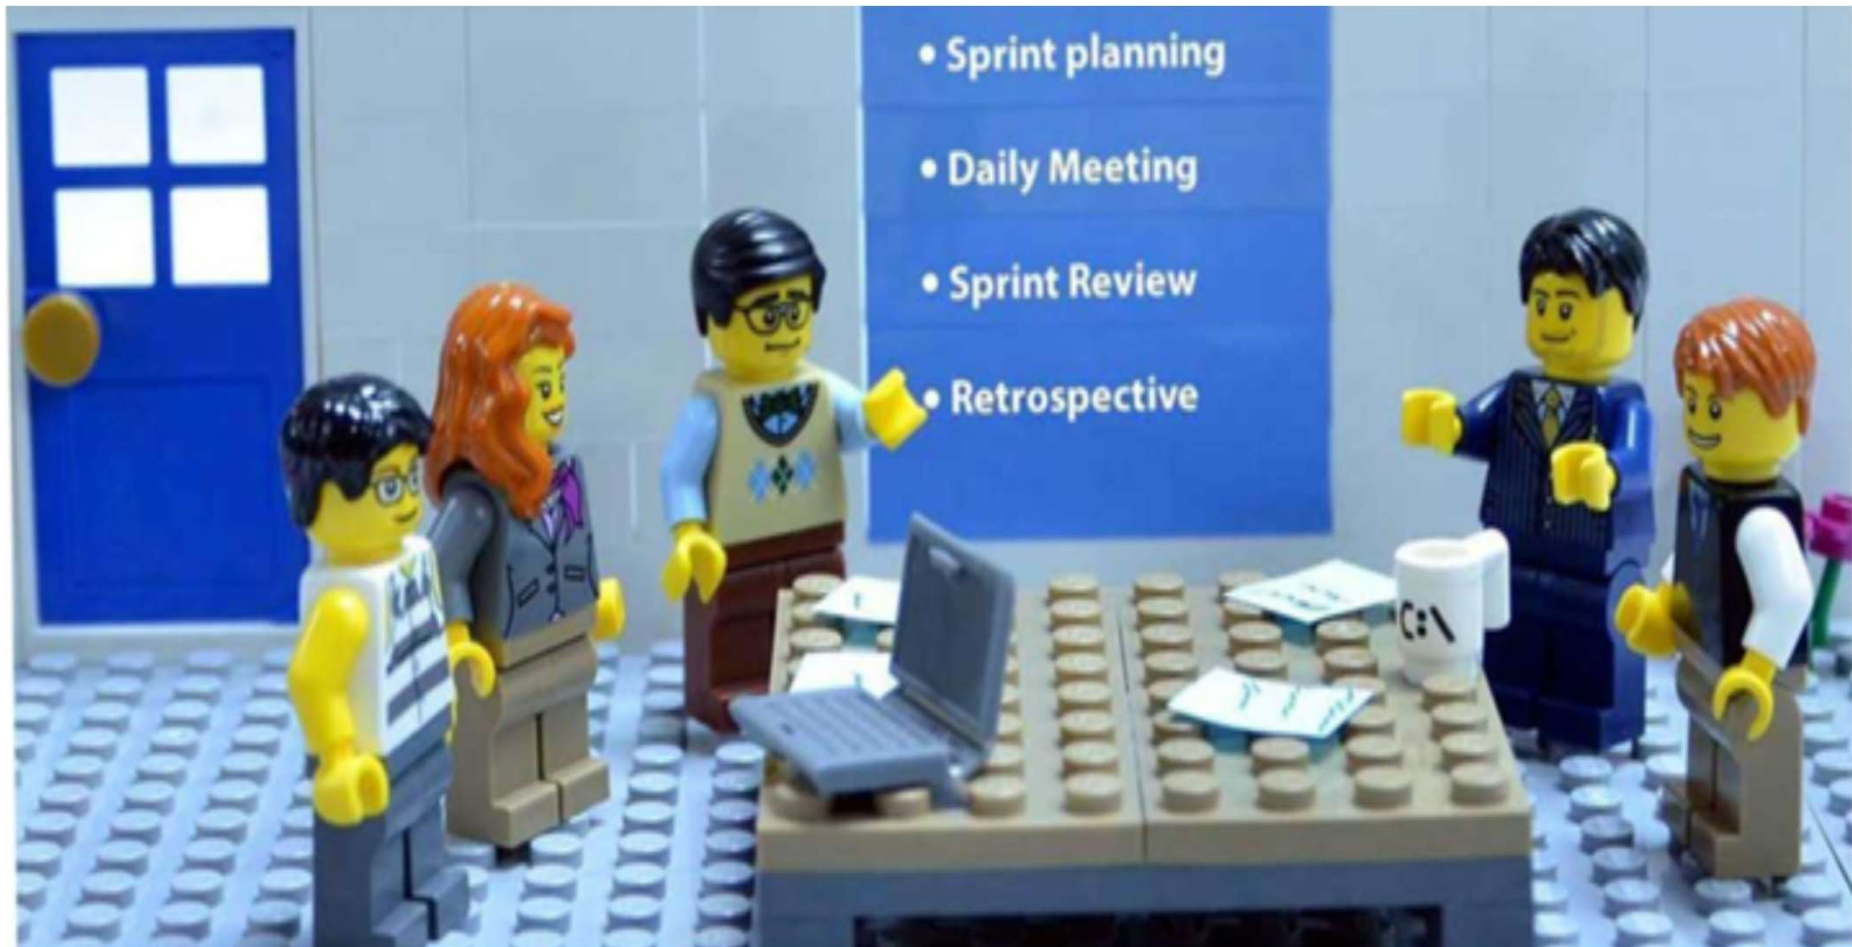 • Sprint planning
• Daily Meeting
• Sprint Review
• Retrospective
C:\